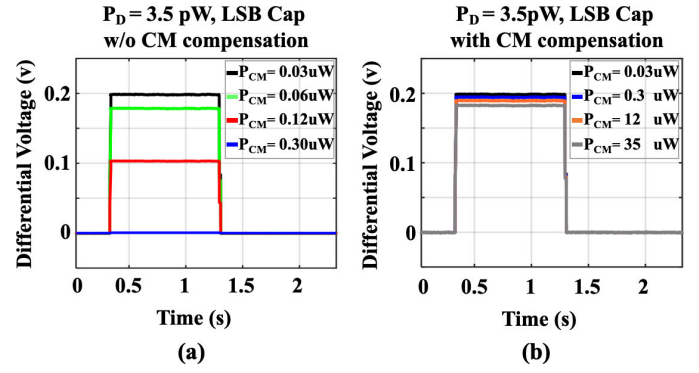 P_D = 3.5 pW, LSB Cap
w/o CM compensation
P_CM= 0.03uW
P_CM= 0.06uW
P_CM= 0.12uW
P_CM= 0.30uW
Differential Voltage (v)
0.2
0.1
0
0 0.5 1 1.5 2
Time (s)
(a)
P_D = 3.5pW, LSB Cap
with CM compensation
P_CM= 0.03uW
P_CM= 0.3 uW
P_CM= 12 uW
P_CM= 35 uW
Differential Voltage (v)
0.2
0.1
0
0 0.5 1 1.5 2
Time (s)
(b)